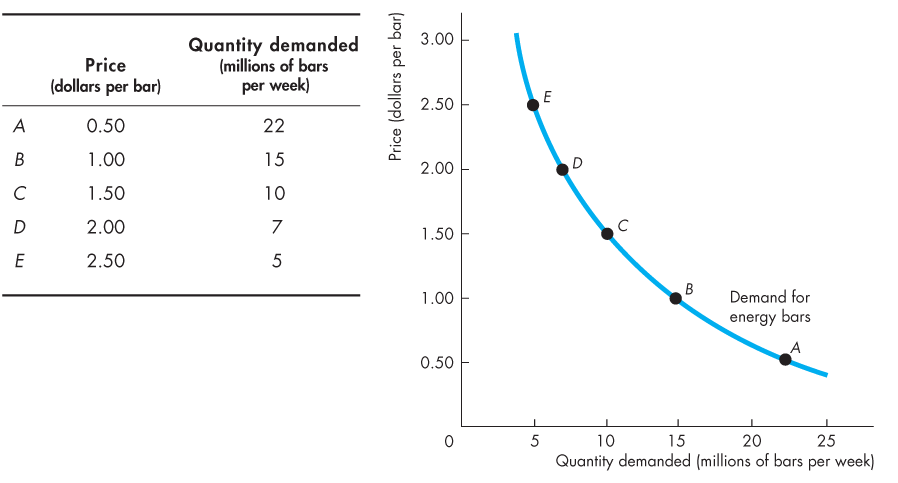 Price
(dollars per bar)
Quantity demanded
(millions of bars
per week)
A 0.50 22
B 1.00 15
C 1.50 10
D 2.00 7
E 2.50 5
Price (dollars per bar)
3.00
2.50
2.00
1.50
1.00
0.50
0
E
D
C
B
A
Demand for
energy bars
5 10 15 20 25
Quantity demanded (millions of bars per week)